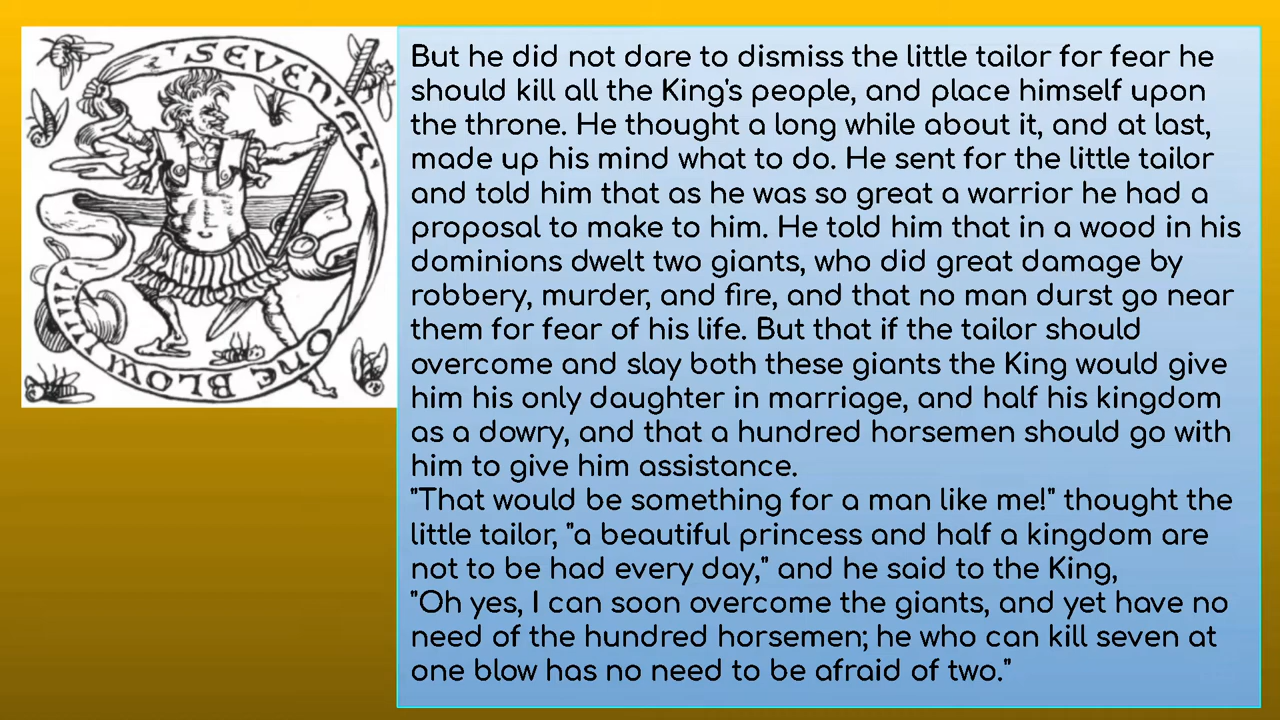 SEVEN AT
ONE BLOW
But he did not dare to dismiss the little tailor for fear he
should kill all the King's people, and place himself upon
the throne. He thought a long while about it, and at last,
made up his mind what to do. He sent for the little tailor
and told him that as he was so great a warrior he had a
proposal to make to him. He told him that in a wood in his
dominions dwelt two giants, who did great damage by
robbery, murder, and fire, and that no man durst go near
them for fear of his life. But that if the tailor should
overcome and slay both these giants the King would give
him his only daughter in marriage, and half his kingdom
as a dowry, and that a hundred horsemen should go with
him to give him assistance.
"That would be something for a man like me!" thought the
little tailor, "a beautiful princess and half a kingdom are
not to be had every day," and he said to the King,
"Oh yes, I can soon overcome the giants, and yet have no
need of the hundred horsemen; he who can kill seven at
one blow has no need to be afraid of two."